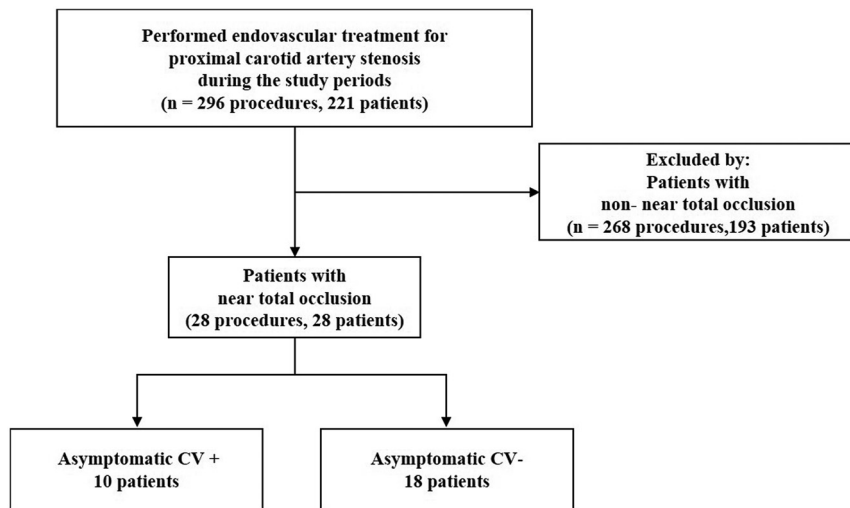 Performed endovascular treatment for
proximal carotid artery stenosis
during the study periods
(n = 296 procedures, 221 patients)
Excluded by:
Patients with
non- near total occlusion
(n = 268 procedures,193 patients)
Patients with
near total occlusion
(28 procedures, 28 patients)
Asymptomatic CV +
10 patients
Asymptomatic CV-
18 patients